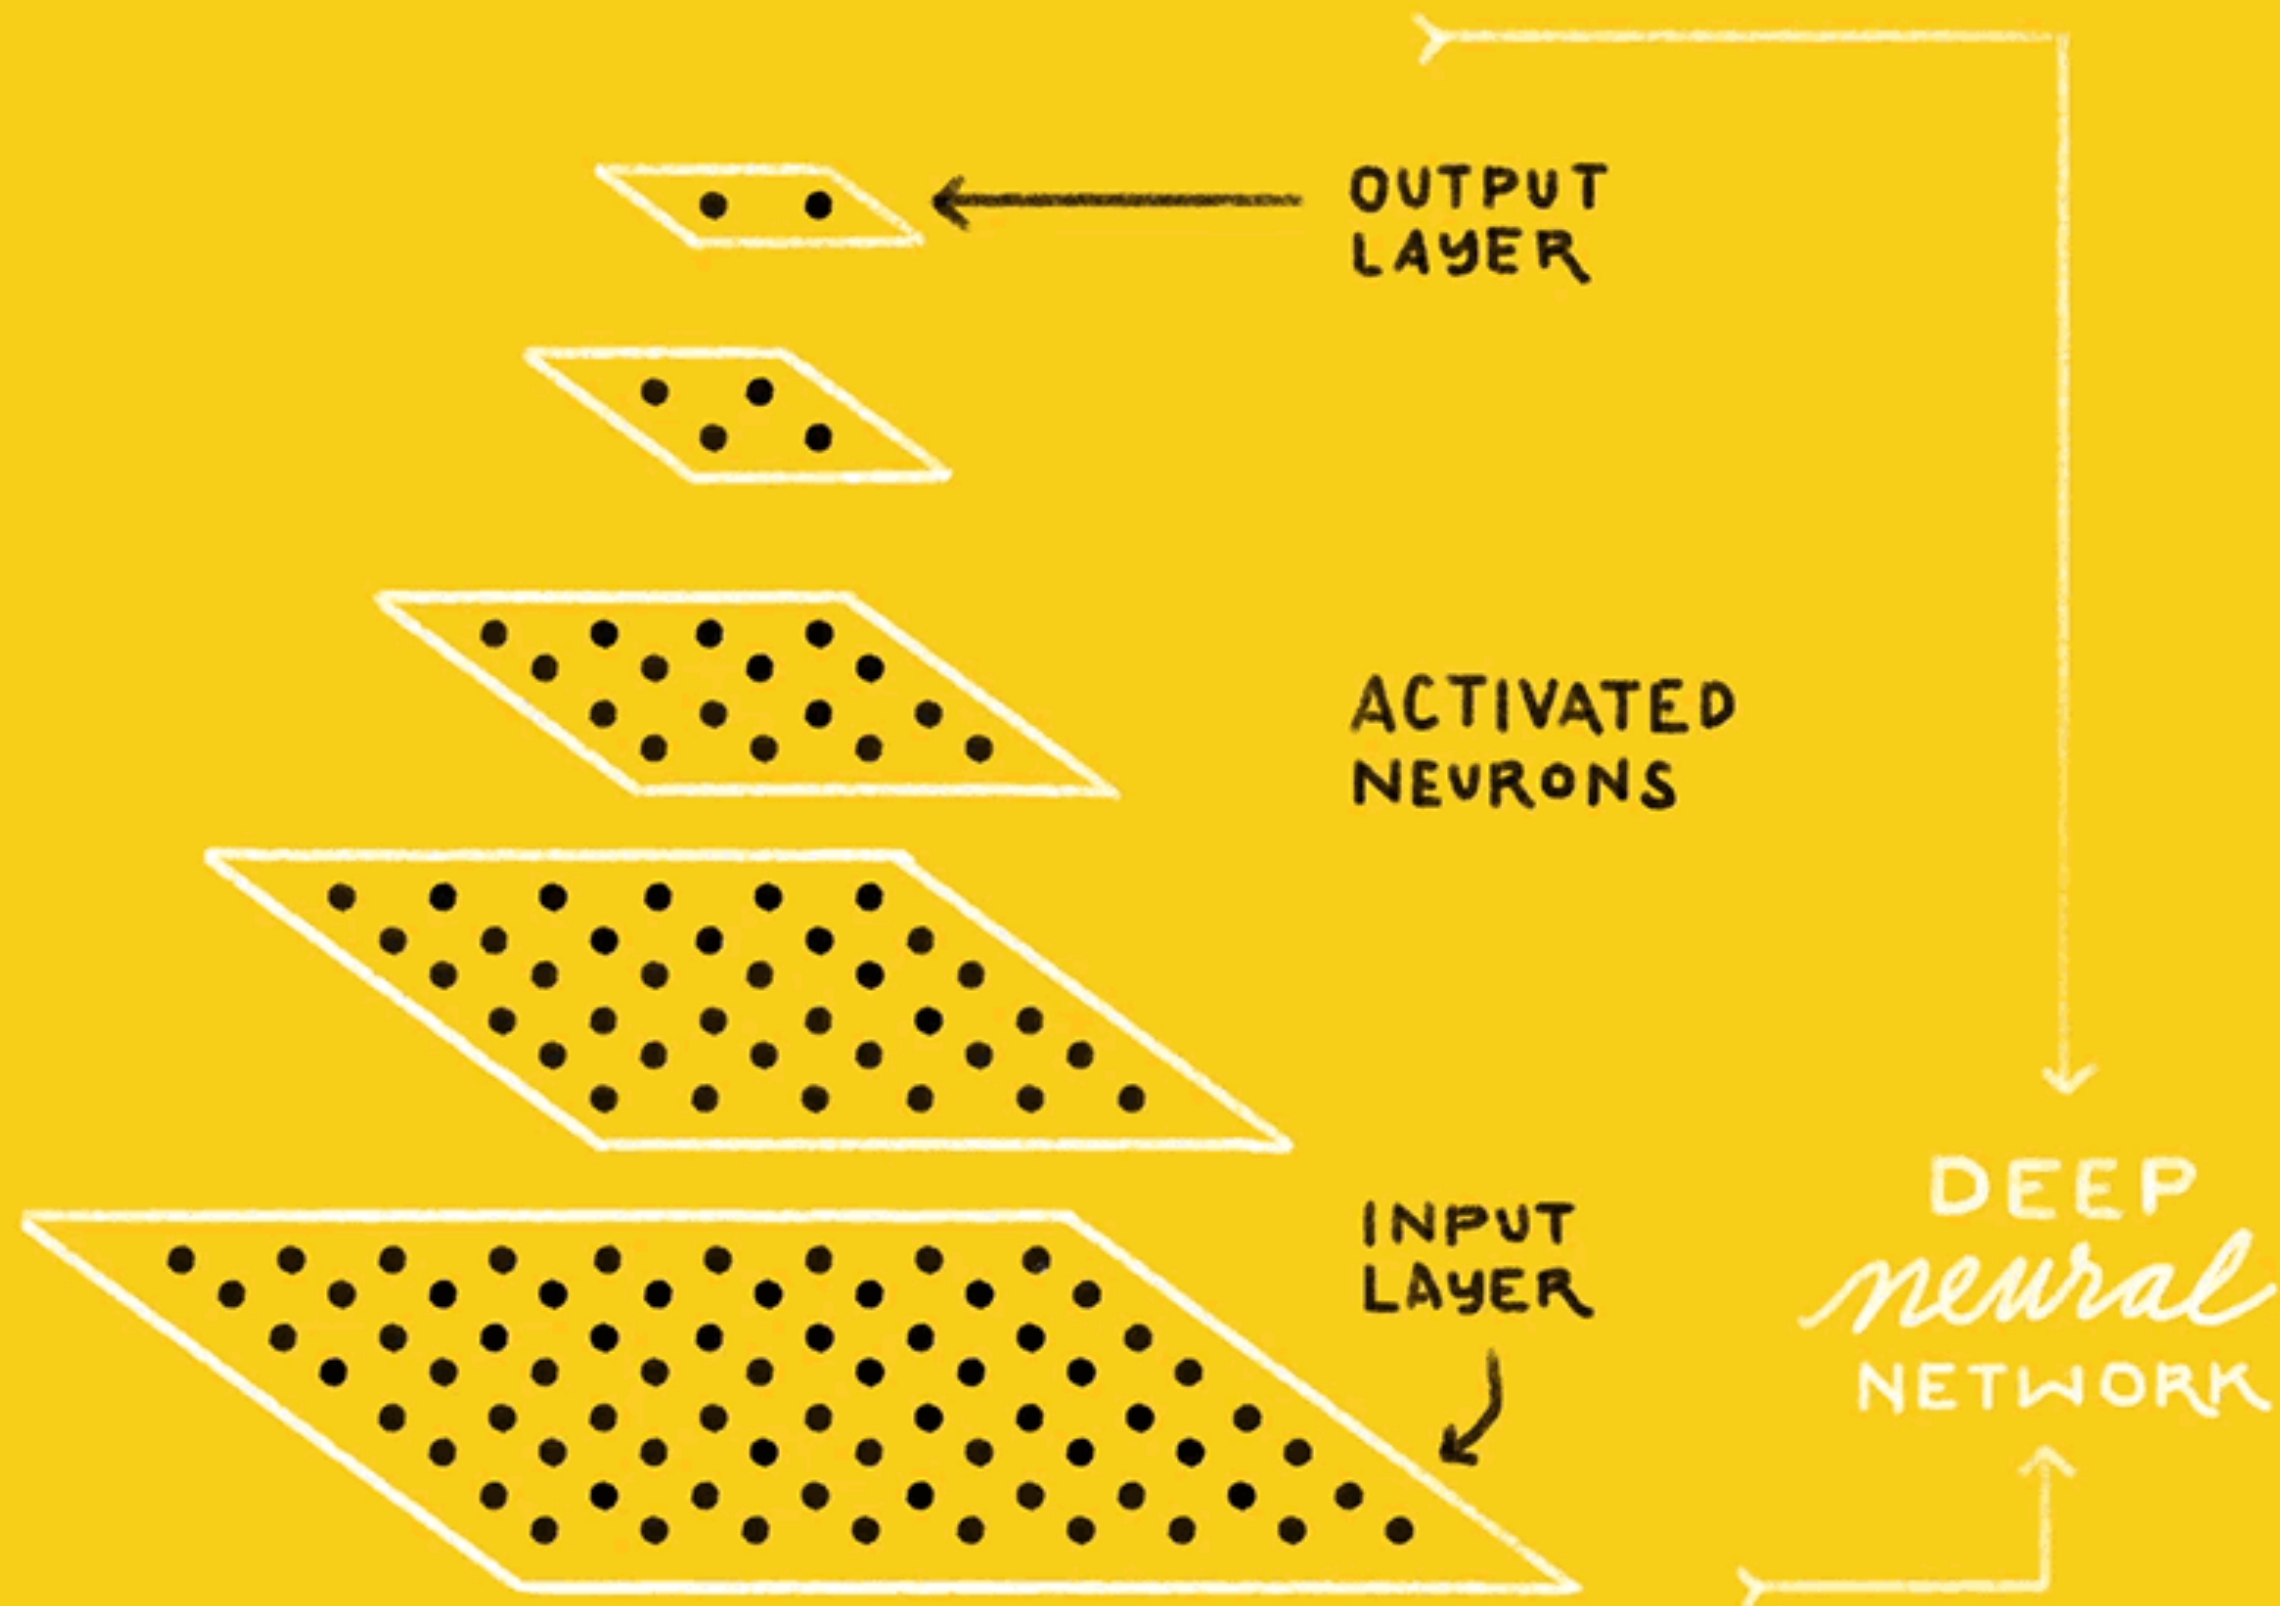 OUTPUT
LAYER
ACTIVATED
NEURONS
INPUT
LAYER
DEEP
neural
NETWORK